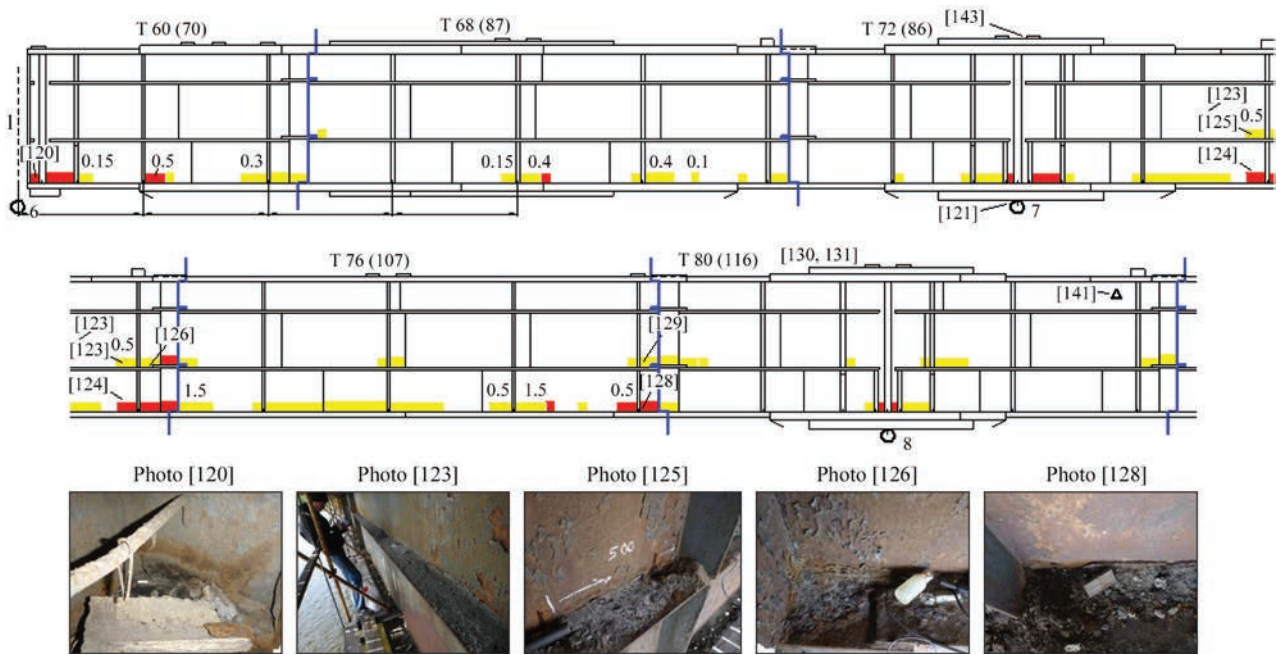 T 60 (70) T 68 (87) T 72 (86) [143]
[123]
1 [125] 0.5
[120] 0.15 0.5 0.3 0.15 0.4 0.4 0.1 [124]
6 [121] 7
T 76 (107) T 80 (116) [130, 131]
[141]
[123] [126] [129]
[123] 0.5
[124] 1.5 0.5 1.5 0.5 [128]
8
Photo [120] Photo [123] Photo [125] Photo [126] Photo [128]
500